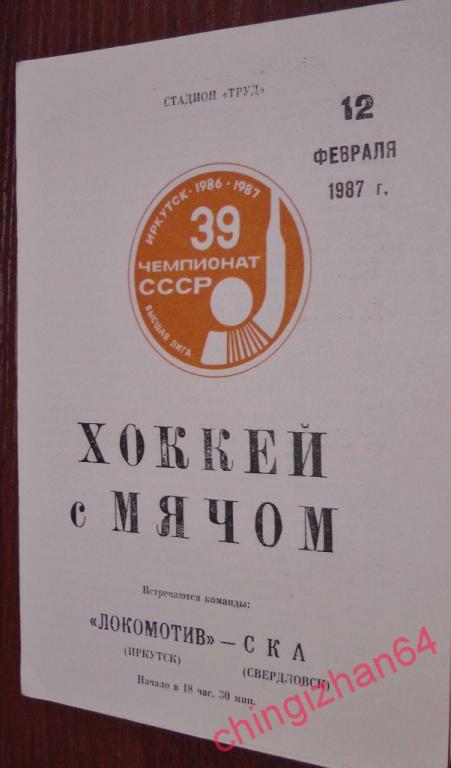 СТАДИОН «ТРУД»
12
ФЕВРАЛЯ
1987 г.
ИРКУТСК · 1986 · 1987
39
ЧЕМПИОНАТ
СССР
ВЫСШАЯ ЛИГА
ХОККЕЙ
с МЯЧОМ
Встречаются команды:
«ЛОКОМОТИВ» — СКА
(ИРКУТСК) (СВЕРДЛОВСК)
Начало в 18 час. 30 мин.
chingizhan64